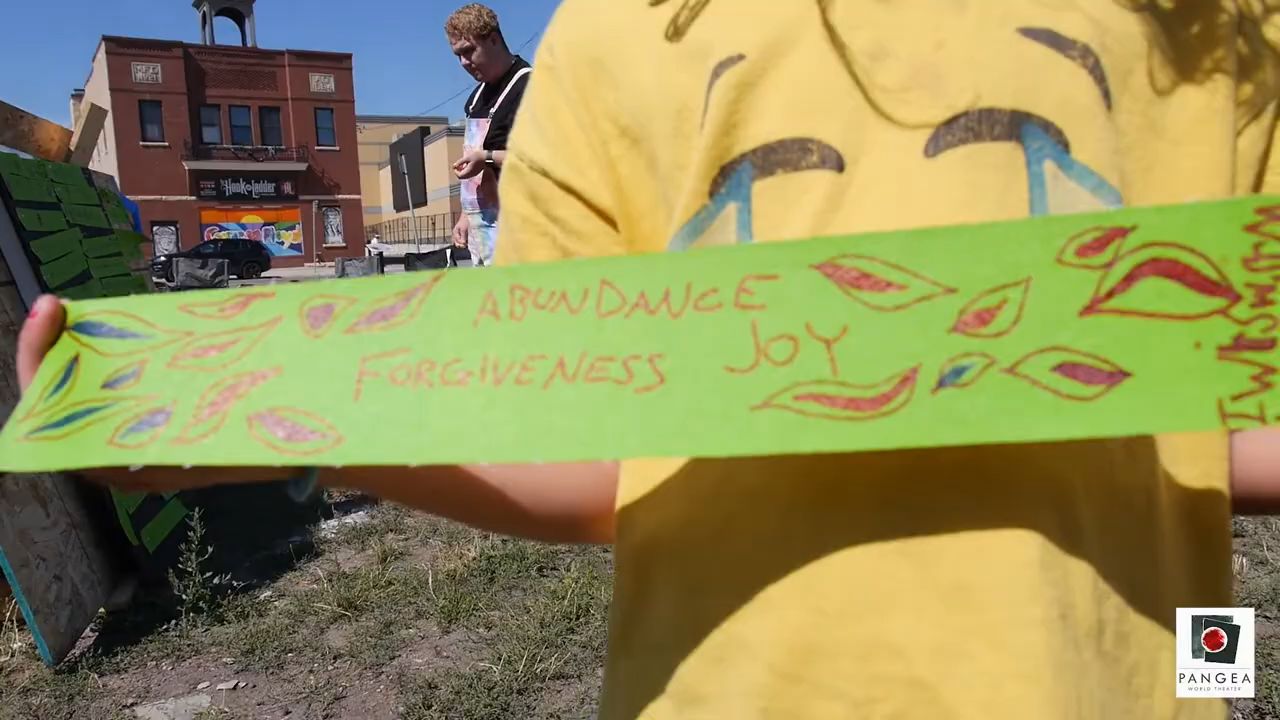 ABUNDANCE
FORGIVENESS JOY
Hook & Ladder
PANGEA
WORLD THEATER